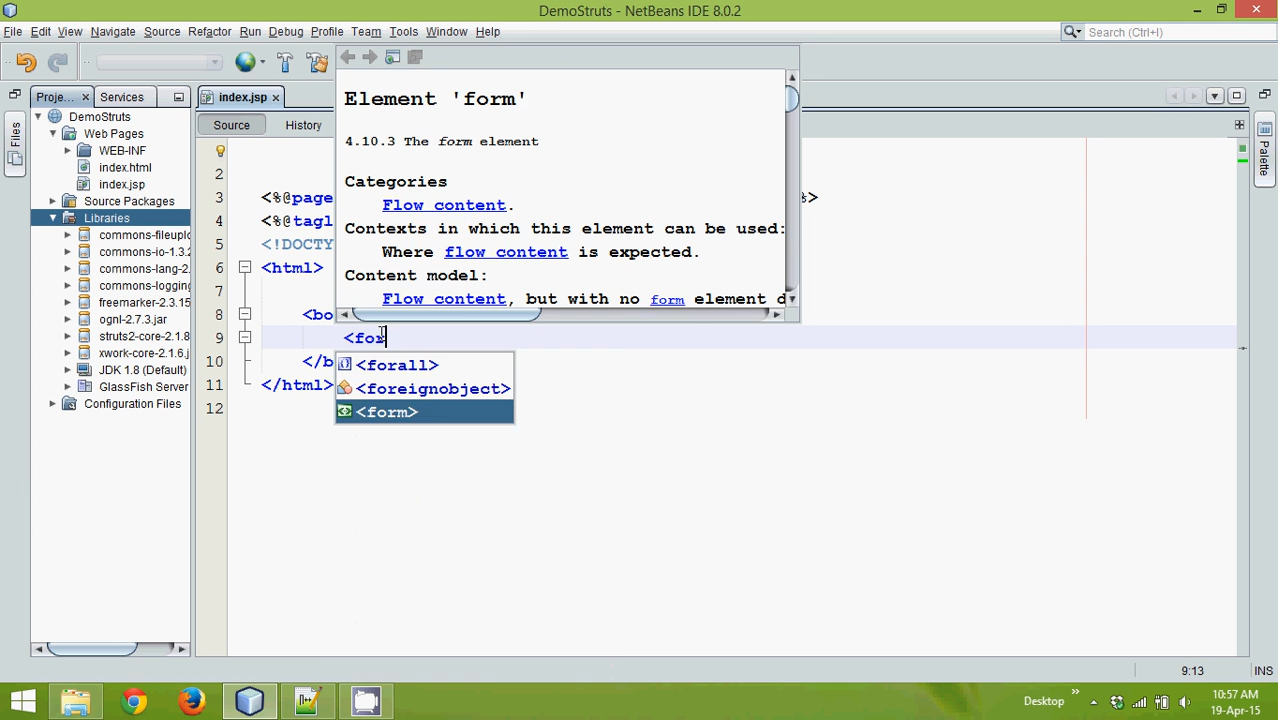 DemoStruts - NetBeans IDE 8.0.2
File Edit View Navigate Source Refactor Run Debug Profile Team Tools Window Help
Search (Ctrl+I)
Proje...
Services
index.jsp
Files
Palette
Source
History
DemoStruts
Web Pages
WEB-INF
index.html
index.jsp
Source Packages
Libraries
commons-fileuplo
commons-io-1.3.2
commons-lang-2.
commons-logging
freemarker-2.3.15
ognl-2.7.3.jar
struts2-core-2.1.8
xwork-core-2.1.6.j
JDK 1.8 (Default)
GlassFish Server
Configuration Files
Element 'form'
4.10.3 The form element
Categories
Flow content.
Contexts in which this element can be used:
Where flow content is expected.
Content model:
Flow content, but with no form element d
2
3 <%@page %>
4 <%@tagl
5 <!DOCTY
6 <html>
7
8 <bo
9 <for
10 </b
11 </html>
12
<forall>
<foreignobject>
<form>
9:13 INS
Desktop
10:57 AM
19-Apr-15